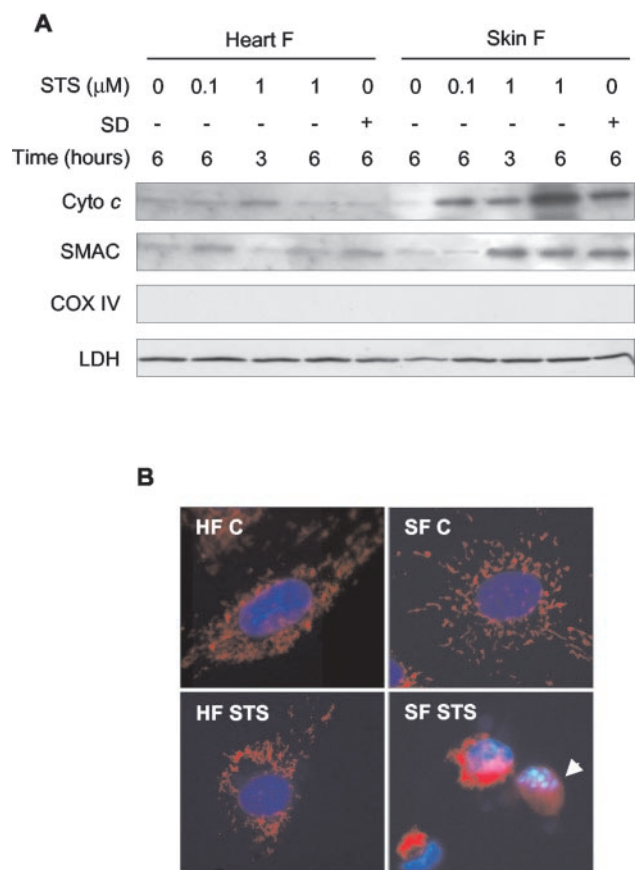 A
Heart F Skin F
STS (μM) 0 0.1 1 1 0 0 0.1 1 1 0
SD - - - - + - - - - +
Time (hours) 6 6 3 6 6 6 6 3 6 6
Cyto c
SMAC
COX IV
LDH
B
HF C SF C
HF STS SF STS